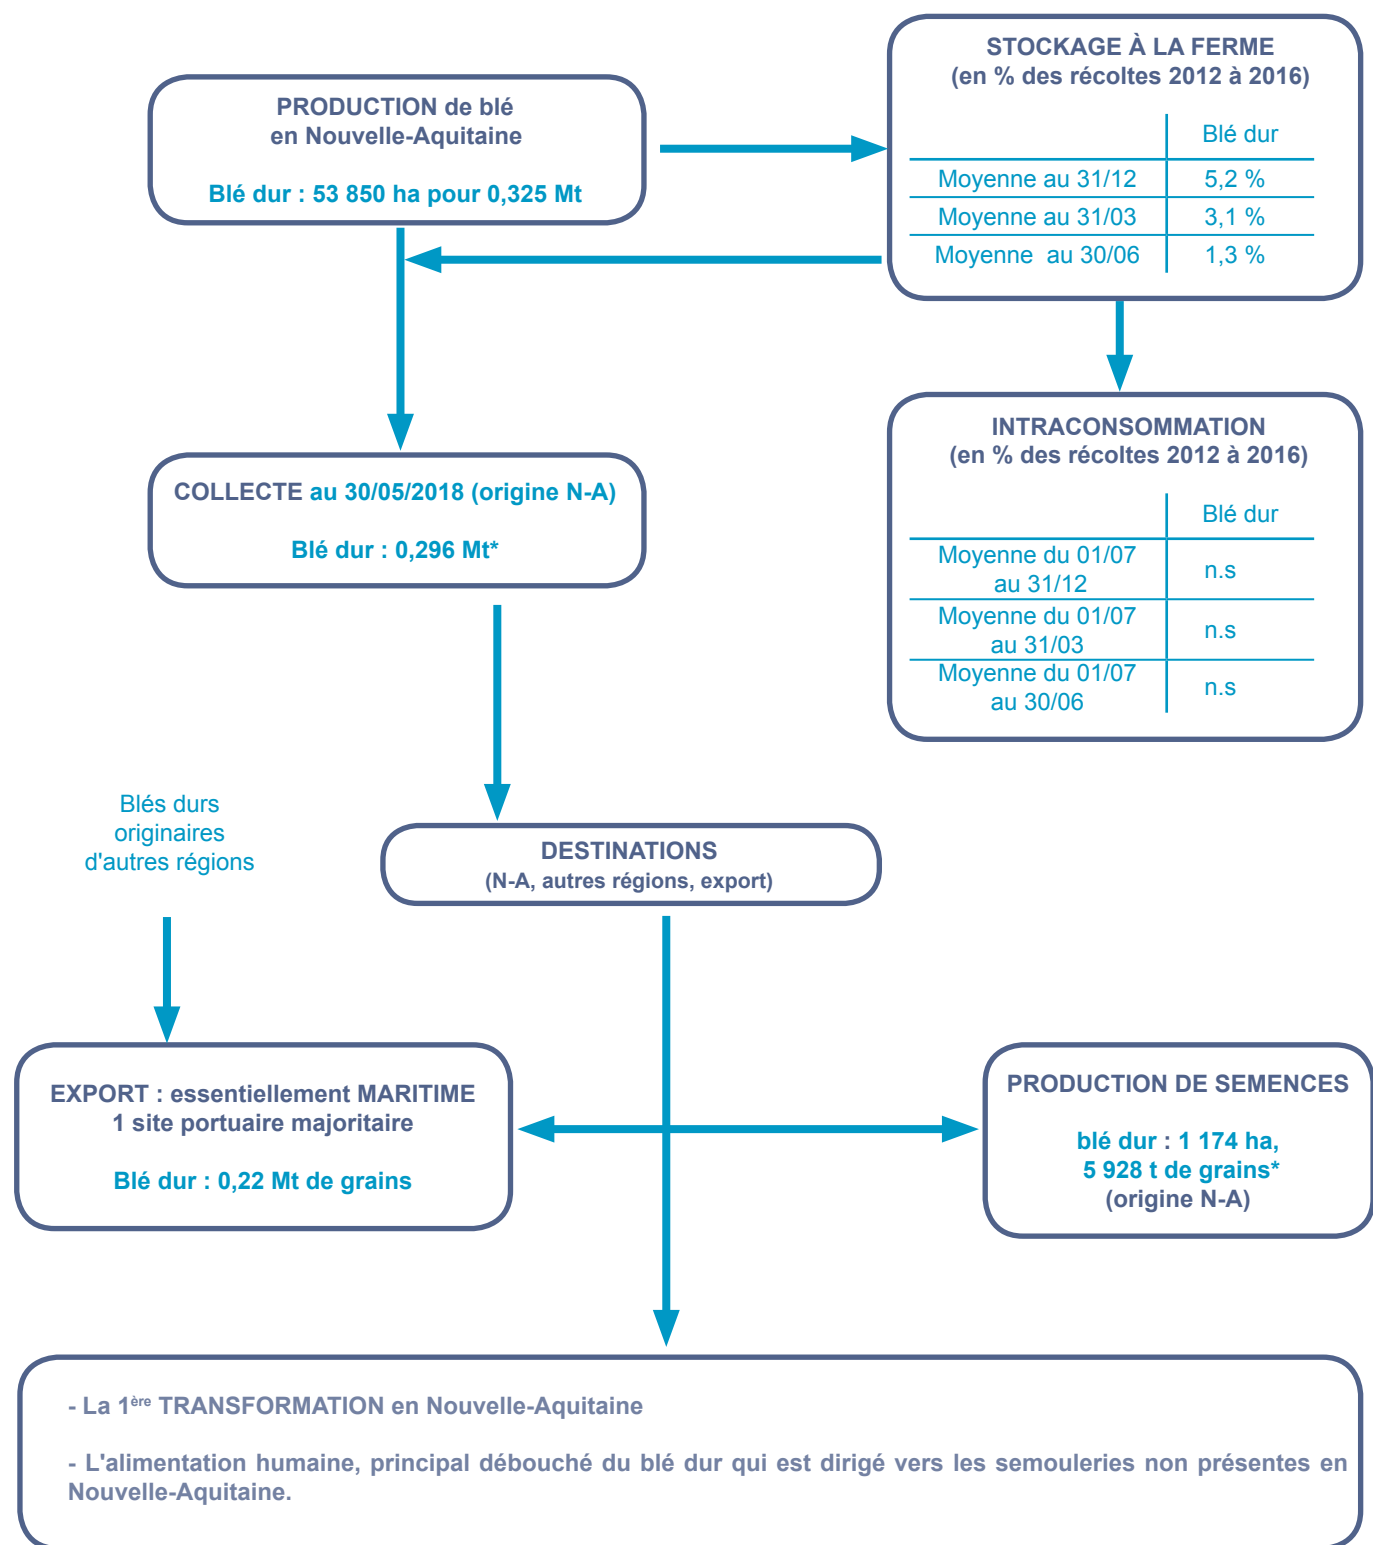 STOCKAGE À LA FERME
(en % des récoltes 2012 à 2016)
Blé dur
Moyenne au 31/12 5,2 %
Moyenne au 31/03 3,1 %
Moyenne au 30/06 1,3 %
PRODUCTION de blé
en Nouvelle-Aquitaine
Blé dur : 53 850 ha pour 0,325 Mt
INTRACONSOMMATION
(en % des récoltes 2012 à 2016)
Blé dur
Moyenne du 01/07
au 31/12
n.s
Moyenne du 01/07
au 31/03
n.s
Moyenne du 01/07
au 30/06
n.s
COLLECTE au 30/05/2018 (origine N-A)
Blé dur : 0,296 Mt*
Blés durs
originaires
d'autres régions
DESTINATIONS
(N-A, autres régions, export)
EXPORT : essentiellement MARITIME
1 site portuaire majoritaire
Blé dur : 0,22 Mt de grains
PRODUCTION DE SEMENCES
blé dur : 1 174 ha,
5 928 t de grains*
(origine N-A)
- La 1ère TRANSFORMATION en Nouvelle-Aquitaine
- L'alimentation humaine, principal débouché du blé dur qui est dirigé vers les semouleries non présentes en
Nouvelle-Aquitaine.